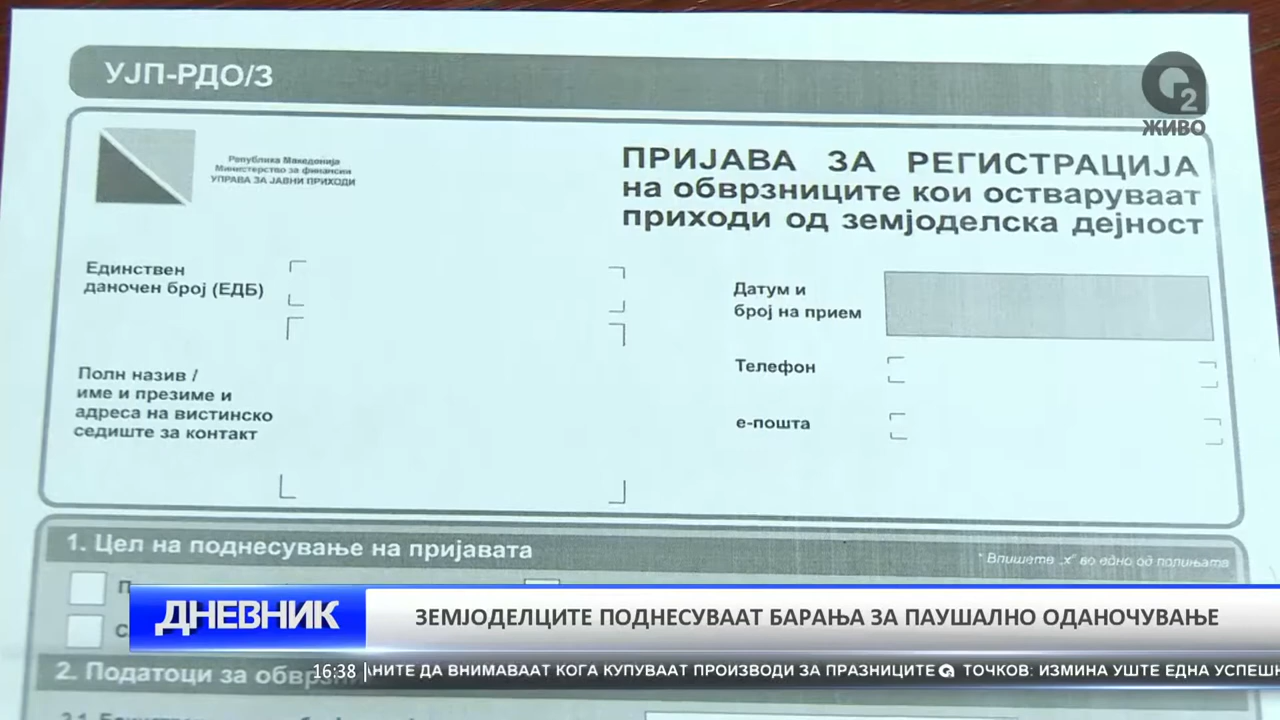 УЈП-РДО/З
2
ЖИВО
Република Македонија
Министерство за финансии
УПРАВА ЗА ЈАВНИ ПРИХОДИ
ПРИЈАВА ЗА РЕГИСТРАЦИЈА
на обврзниците кои остваруваат
приходи од земјоделска дејност
Единствен
даночен број (ЕДБ)
Датум и
број на прием
Телефон
Полн назив /
име и презиме и
адреса на вистинско
седиште за контакт
е-пошта
1. Цел на поднесување на пријавата
* Впишете „х“ во едно од полињата
ДНЕВНИК
ЗЕМЈОДЕЛЦИТЕ ПОДНЕСУВААТ БАРАЊА ЗА ПАУШАЛНО ОДАНОЧУВАЊЕ
2. Податоци за
16:38
АНИТЕ ДА ВНИМАВААТ КОГА КУПУВААТ ПРОИЗВОДИ ЗА ПРАЗНИЦИТЕ ТОЧКОВ: ИЗМИНА УШТЕ ЕДНА УСПЕШН